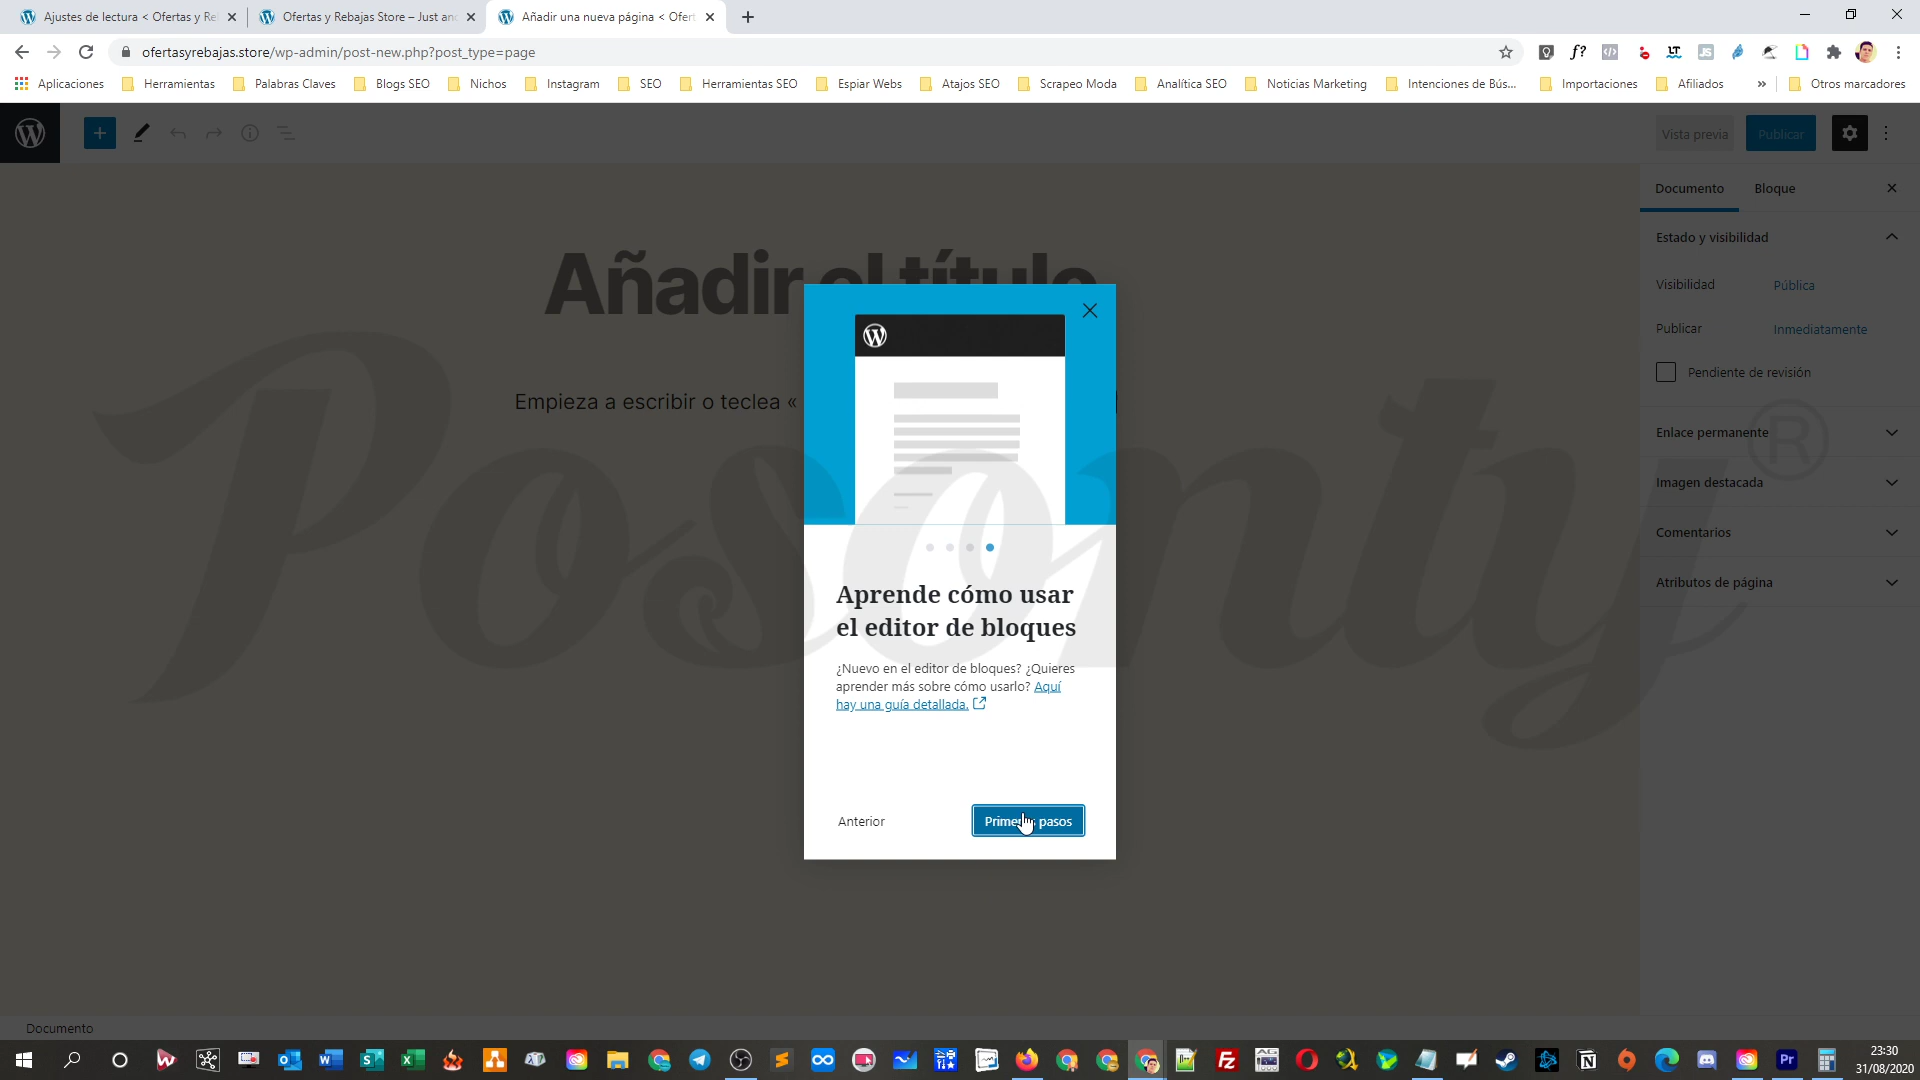 Ajustes de lectura < Ofertas y Re
Ofertas y Rebajas Store – Just an
Añadir una nueva página < Ofert
ofertasyrebajas.store/wp-admin/post-new.php?post_type=page
Aplicaciones
Herramientas
Palabras Claves
Blogs SEO
Nichos
Instagram
SEO
Herramientas SEO
Espiar Webs
Atajos SEO
Scrapeo Moda
Analítica SEO
Noticias Marketing
Intenciones de Bús...
Importaciones
Afiliados
»
Otros marcadores
Vista previa
Publicar
Documento
Bloque
Estado y visibilidad
Visibilidad
Pública
Publicar
Inmediatamente
Pendiente de revisión
Enlace permanente
Imagen destacada
Comentarios
Atributos de página
Añadir el título
Empieza a escribir o teclea «
Posomty®
Aprende cómo usar
el editor de bloques
¿Nuevo en el editor de bloques? ¿Quieres
aprender más sobre cómo usarlo? Aquí
hay una guía detallada.
Anterior
Primeros pasos
Documento
23:30
31/08/2020